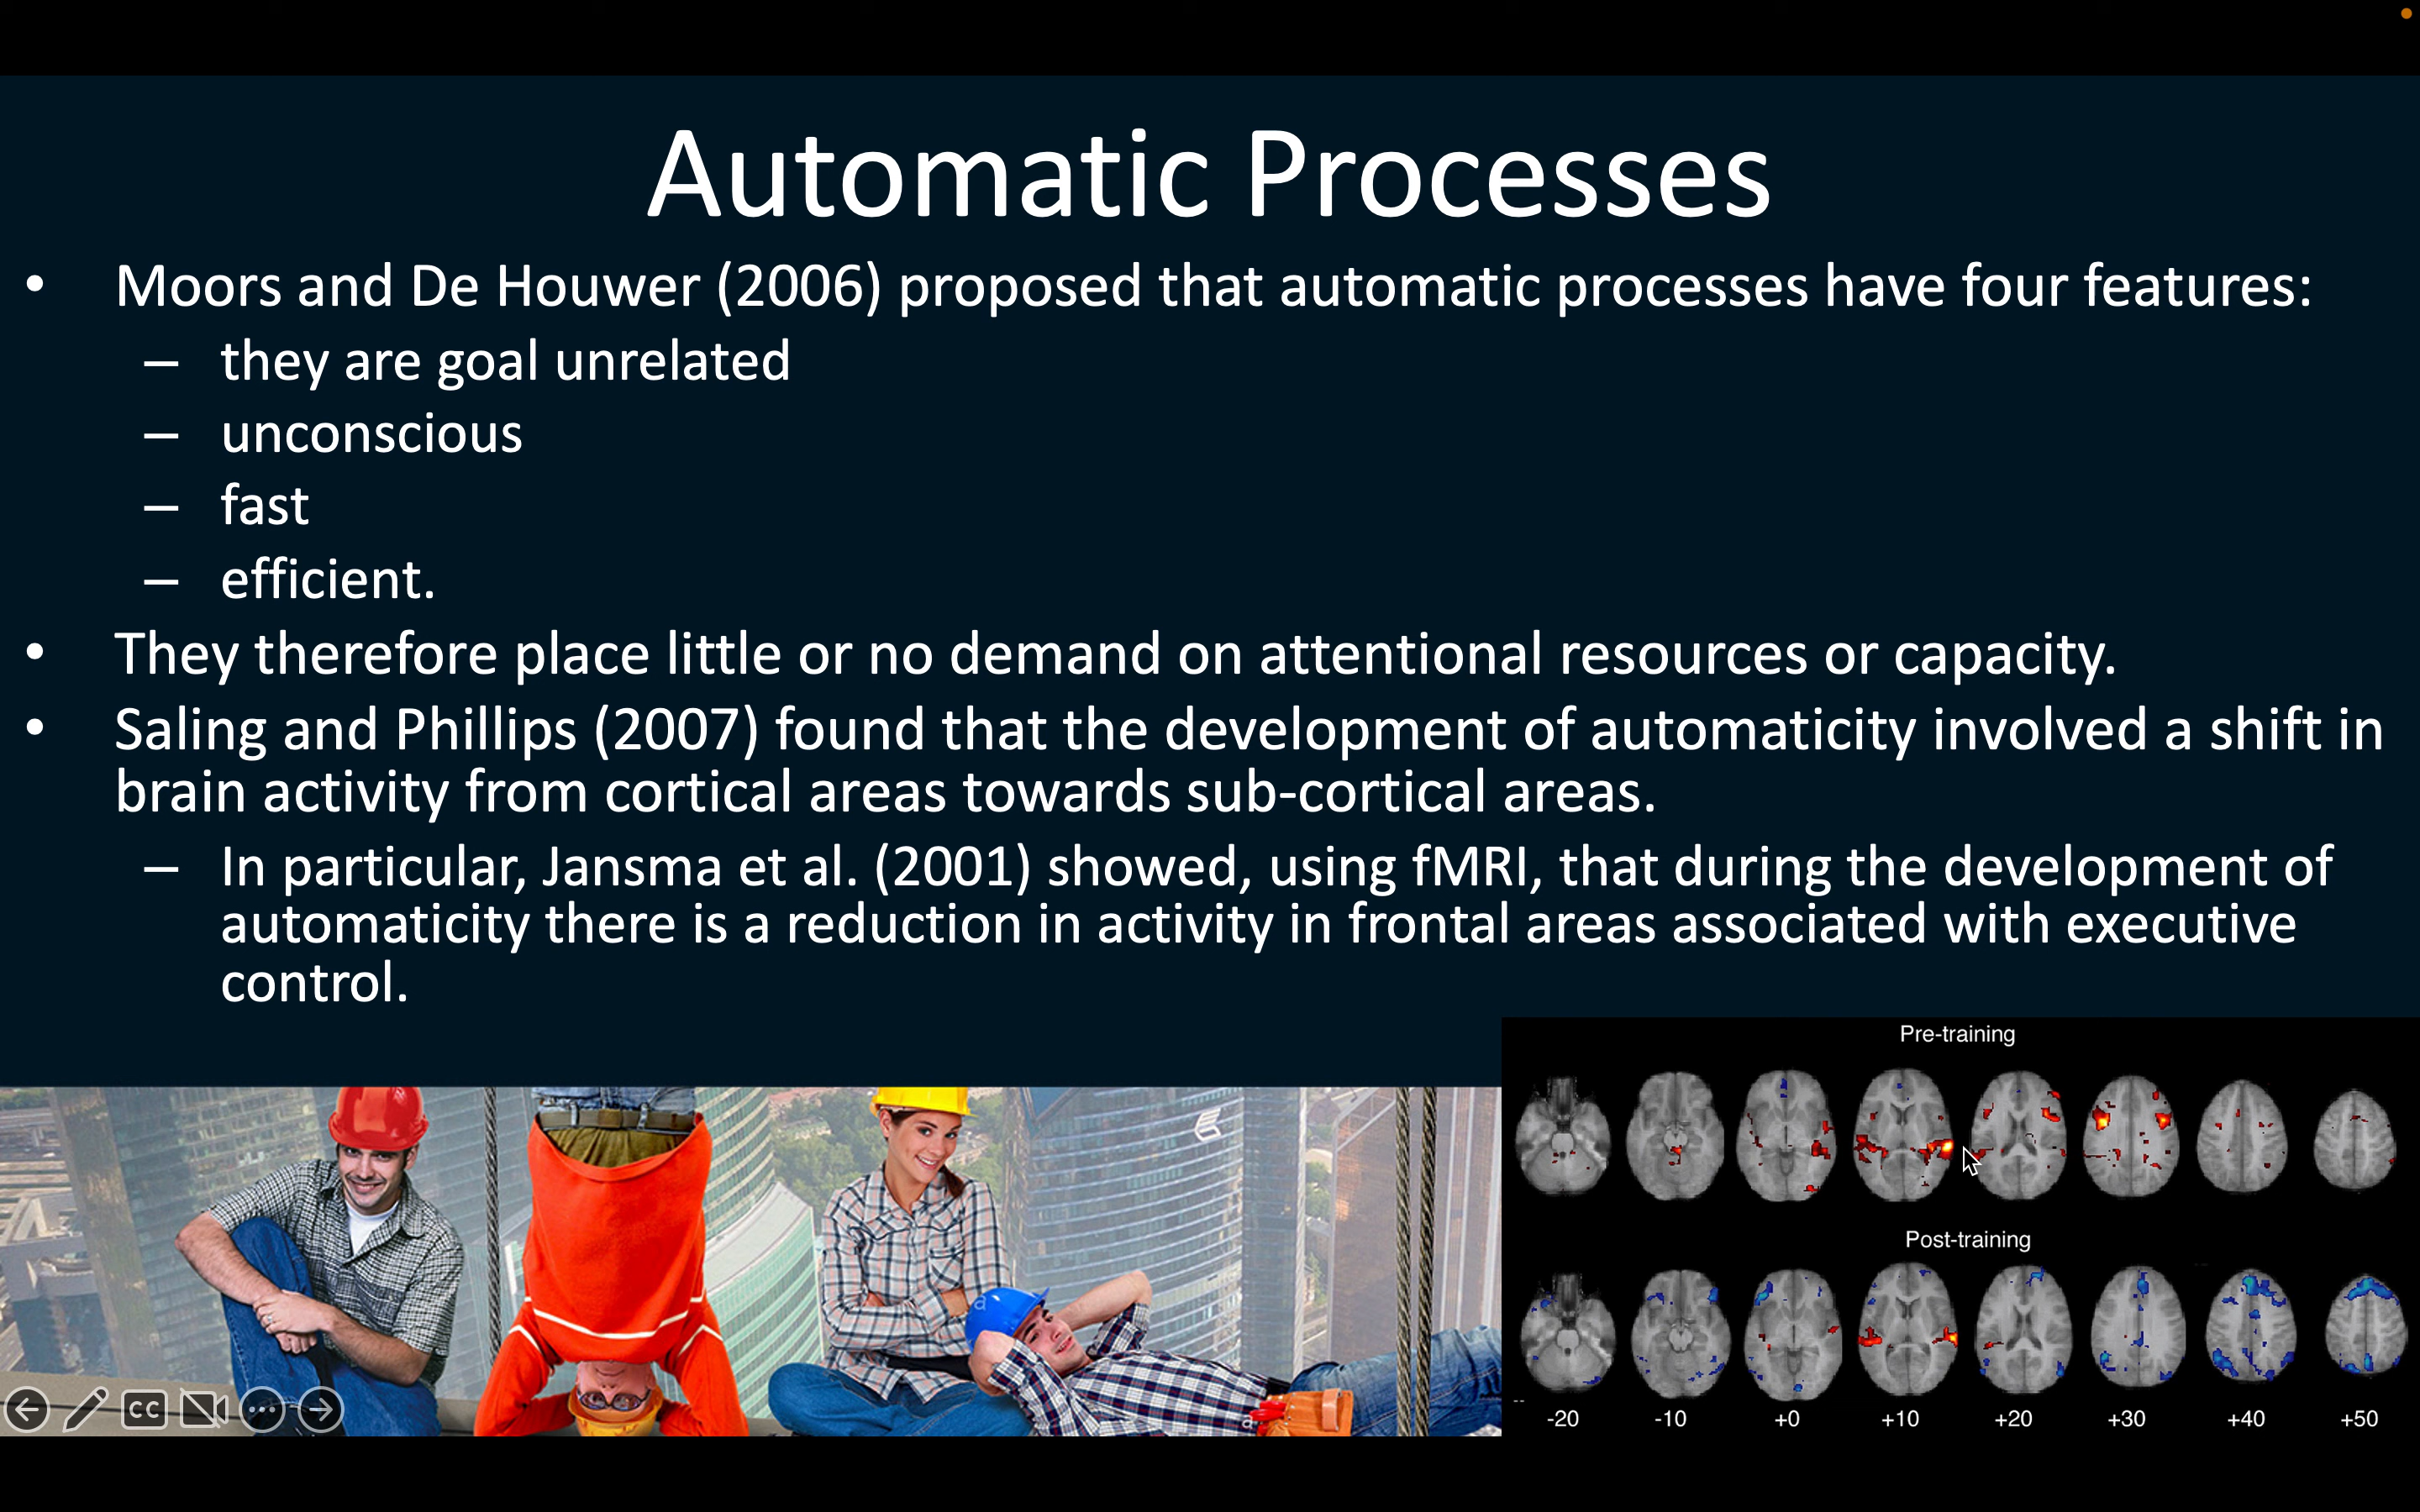 Automatic Processes
• Moors and De Houwer (2006) proposed that automatic processes have four features:
– they are goal unrelated
– unconscious
– fast
– efficient.
• They therefore place little or no demand on attentional resources or capacity.
• Saling and Phillips (2007) found that the development of automaticity involved a shift in
brain activity from cortical areas towards sub-cortical areas.
– In particular, Jansma et al. (2001) showed, using fMRI, that during the development of
automaticity there is a reduction in activity in frontal areas associated with executive
control.
Pre-training
Post-training
-20 -10 +0 +10 +20 +30 +40 +50
a
a
CC